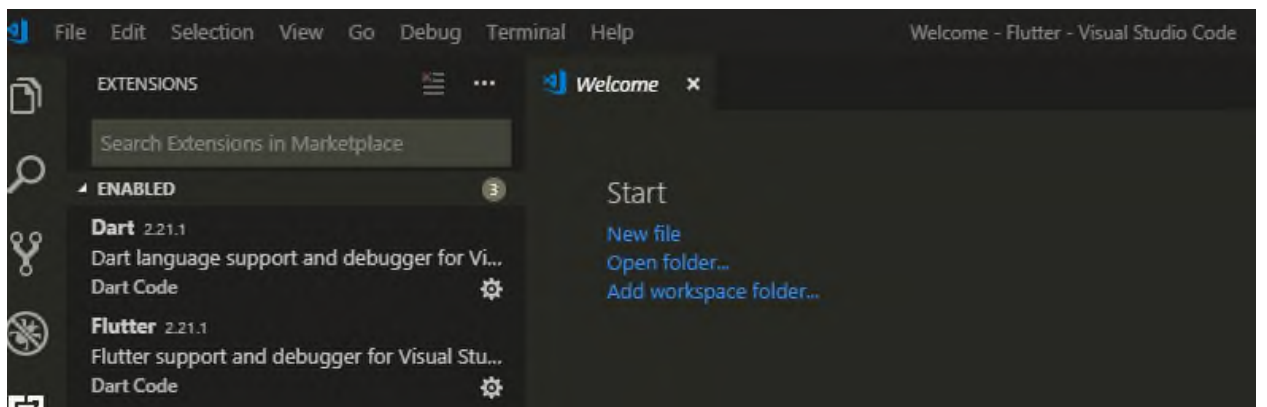 File Edit Selection View Go Debug Terminal Help Welcome - Flutter - Visual Studio Code
EXTENSIONS
Search Extensions in Marketplace
ENABLED 3
Dart 2.21.1
Dart language support and debugger for Vi...
Dart Code
Flutter 2.21.1
Flutter support and debugger for Visual Stu...
Dart Code
Welcome
Start
New file
Open folder...
Add workspace folder...